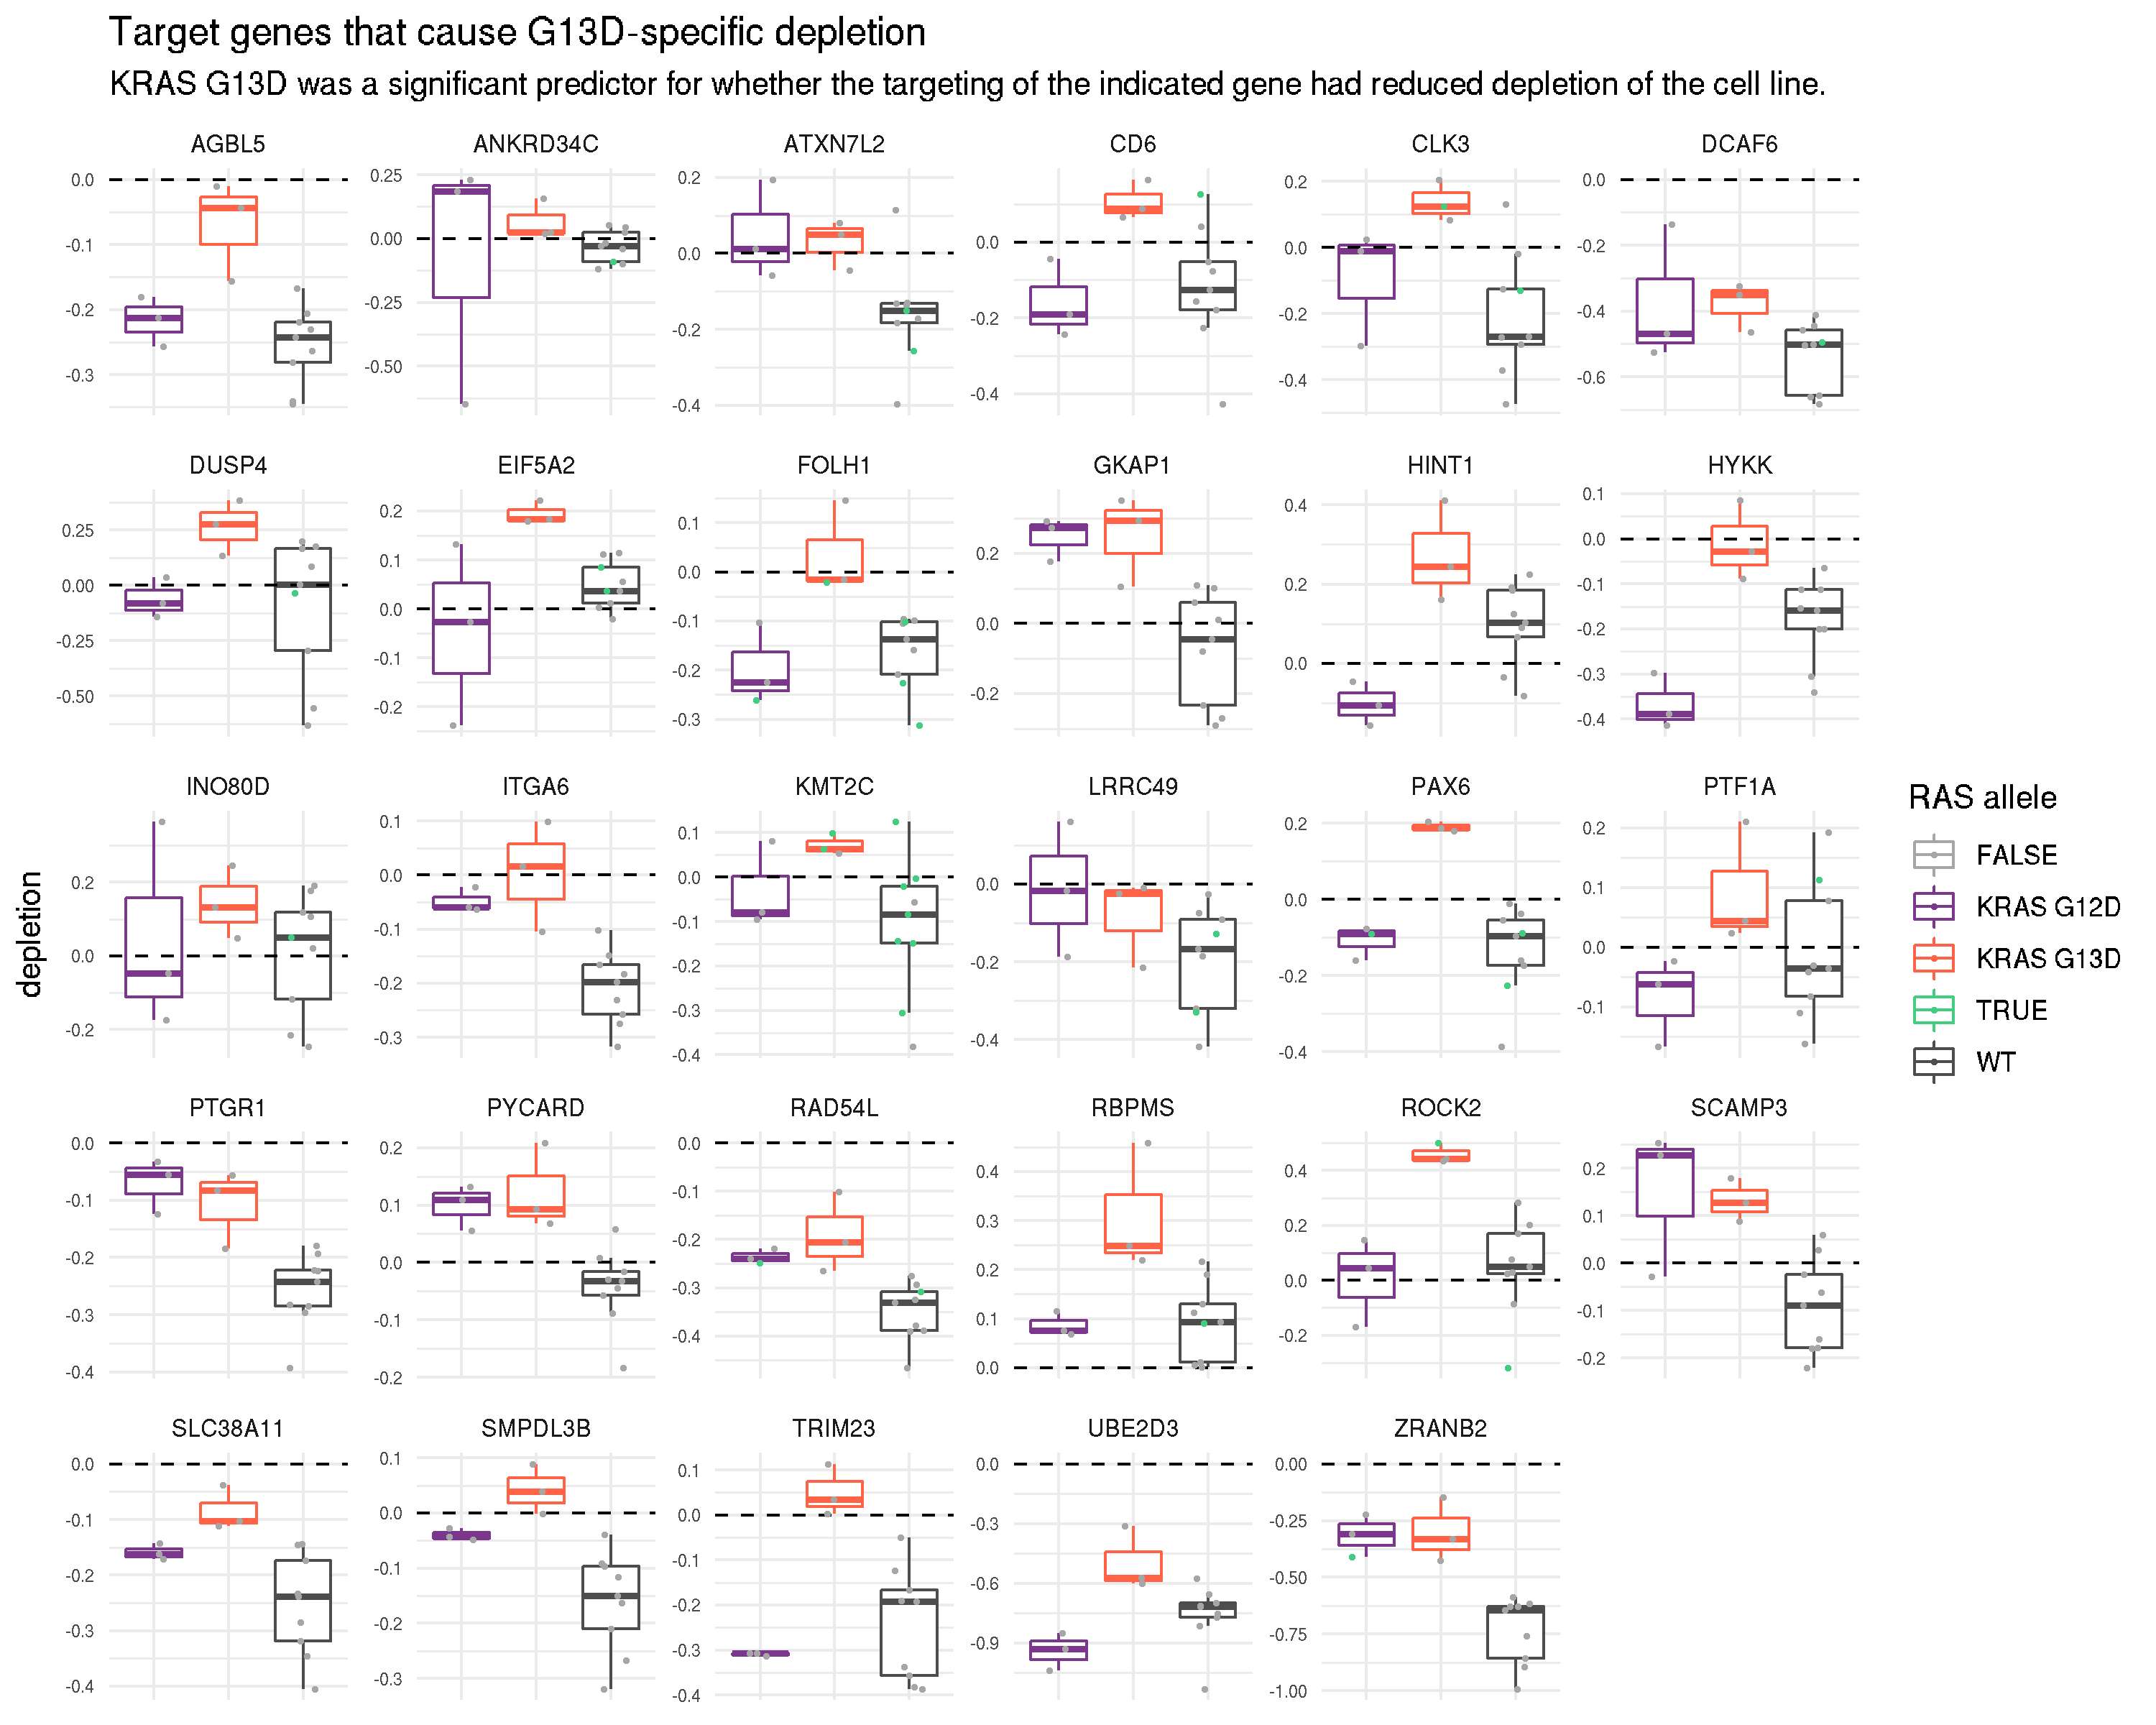 Target genes that cause G13D-specific depletion
KRAS G13D was a significant predictor for whether the targeting of the indicated gene had reduced depletion of the cell line.
AGBL5 ANKRD34C ATXN7L2 CD6 CLK3 DCAF6
0.0 -0.1 -0.2 -0.3
0.25 0.00 -0.25 -0.50
0.2 0.0 -0.2 -0.4
0.0 -0.2 -0.4
0.2 0.0 -0.2 -0.4
0.0 -0.2 -0.4 -0.6
DUSP4 EIF5A2 FOLH1 GKAP1 HINT1 HYKK
0.25 0.00 -0.25 -0.50
0.2 0.1 0.0 -0.1 -0.2
0.1 0.0 -0.1 -0.2 -0.3
0.2 0.0 -0.2
0.4 0.2 0.0
0.1 0.0 -0.1 -0.2 -0.3 -0.4
INO80D ITGA6 KMT2C LRRC49 PAX6 PTF1A
0.2 0.0 -0.2
0.1 0.0 -0.1 -0.2 -0.3
0.1 0.0 -0.1 -0.2 -0.3 -0.4
0.0 -0.2 -0.4
0.2 0.0 -0.2 -0.4
0.2 0.1 0.0 -0.1
PTGR1 PYCARD RAD54L RBPMS ROCK2 SCAMP3
0.0 -0.1 -0.2 -0.3 -0.4
0.2 0.1 0.0 -0.1 -0.2
0.0 -0.1 -0.2 -0.3 -0.4
0.4 0.3 0.2 0.1 0.0
0.4 0.2 0.0 -0.2
0.2 0.1 0.0 -0.1 -0.2
SLC38A11 SMPDL3B TRIM23 UBE2D3 ZRANB2
0.0 -0.1 -0.2 -0.3 -0.4
0.1 0.0 -0.1 -0.2 -0.3
0.1 0.0 -0.1 -0.2 -0.3 -0.4
0.0 -0.3 -0.6 -0.9
0.00 -0.25 -0.50 -0.75 -1.00
depletion
RAS allele
FALSE
KRAS G12D
KRAS G13D
TRUE
WT